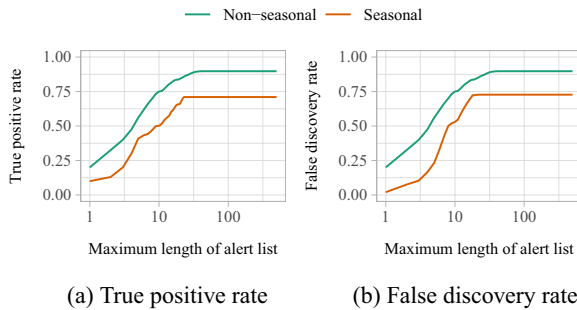 Non−seasonal Seasonal
True positive rate
1.00
0.75
0.50
0.25
0.00
1 10 100
Maximum length of alert list
(a) True positive rate
False discovery rate
1.00
0.75
0.50
0.25
0.00
1 10 100
Maximum length of alert list
(b) False discovery rate